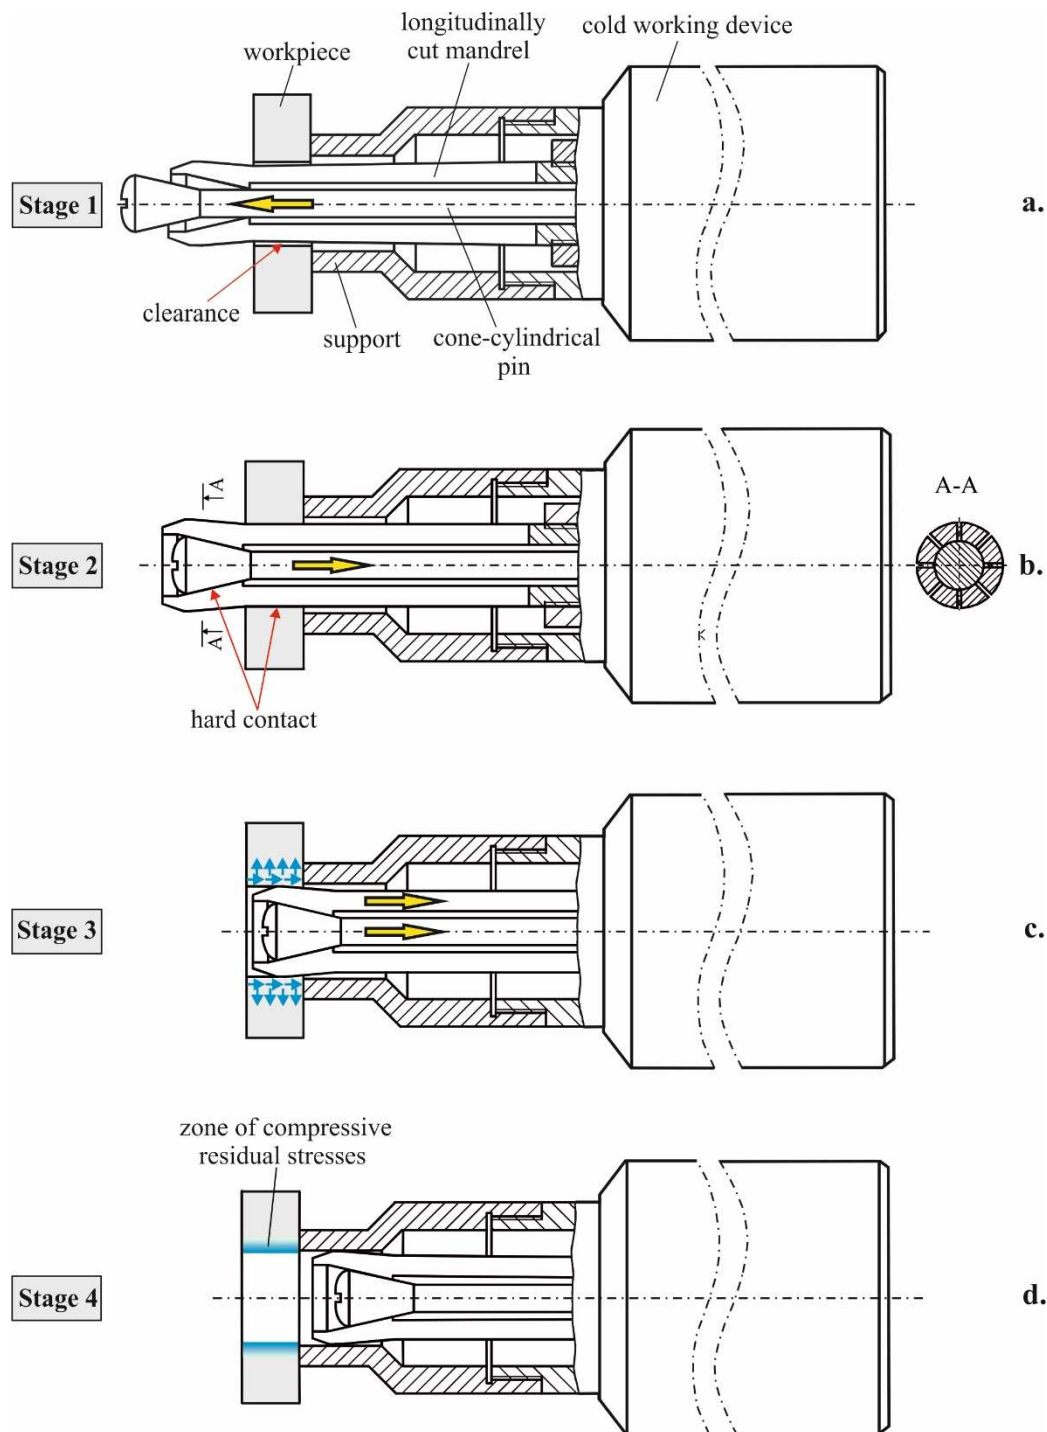 longitudinally
cut mandrel
cold working device
workpiece
Stage 1
a.
clearance
support
cone-cylindrical
pin
A
A-A
Stage 2
b.
A
hard contact
Stage 3
c.
zone of compressive
residual stresses
Stage 4
d.